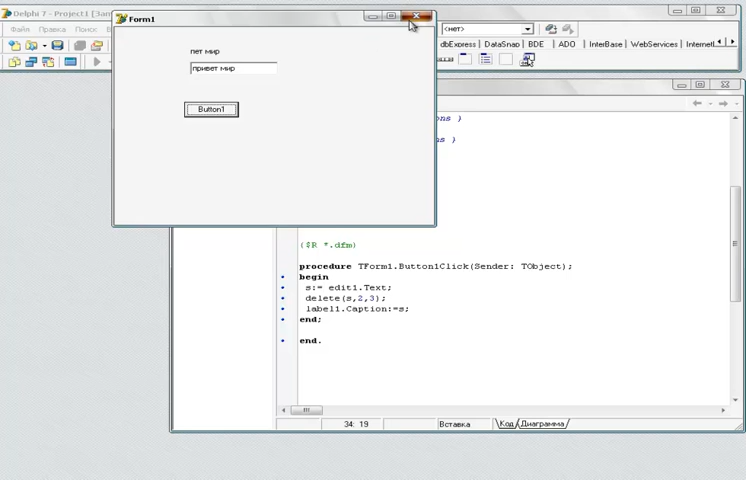 Delphi 7 - Project1
Form1
<нет>
Файл Правка Поиск
dbExpress DataSnap BDE ADO InterBase WebServices
пет мир
привет мир
Button1
ons )
s )
{$R *.dfm}
procedure TForm1.Button1Click(Sender: TObject);
begin
s:= edit1.Text;
delete(s,2,3);
label1.Caption:=s;
end;
end.
34: 19
Вставка
Код
Диаграмма